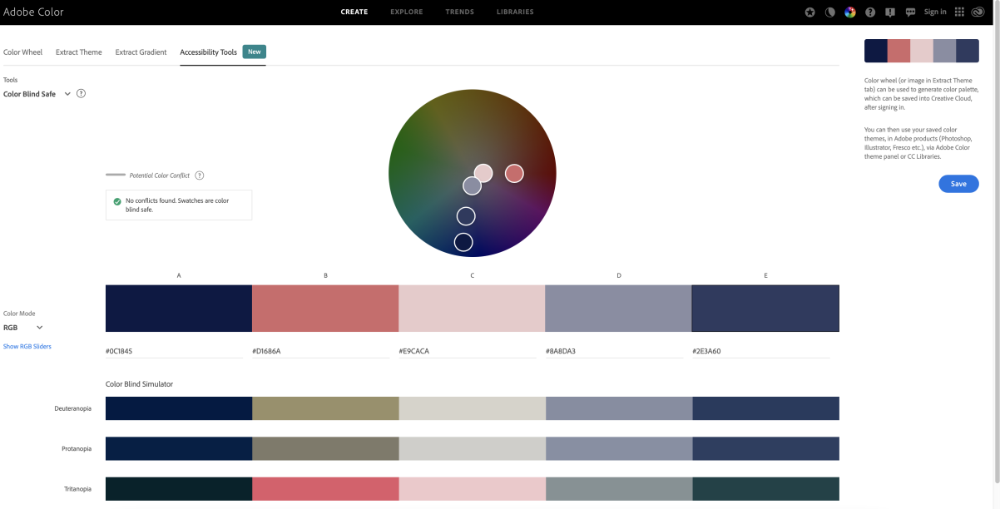 Adobe Color
CREATE EXPLORE TRENDS LIBRARIES
Sign in
Color Wheel Extract Theme Extract Gradient Accessibility Tools New
Tools
Color Blind Safe
Color wheel (or image in Extract Theme
tab) can be used to generate color palette,
which can be saved into Creative Cloud,
after signing in.
You can then use your saved color
themes, in Adobe products (Photoshop,
Illustrator, Fresco etc.), via Adobe Color
theme panel or CC Libraries.
Save
Potential Color Conflict
No conflicts found. Swatches are color
blind safe.
A B C D E
Color Mode
RGB
Show RGB Sliders
#0C1845 #D1686A #E9CACA #8A8DA3 #2E3A60
Color Blind Simulator
Deuteranopia
Protanopia
Tritanopia